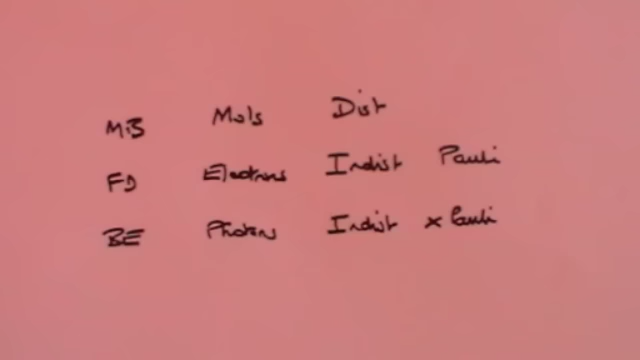 MB Mols Dist
FD Electrons Indist Pauli
BE Photons Indist x Pauli